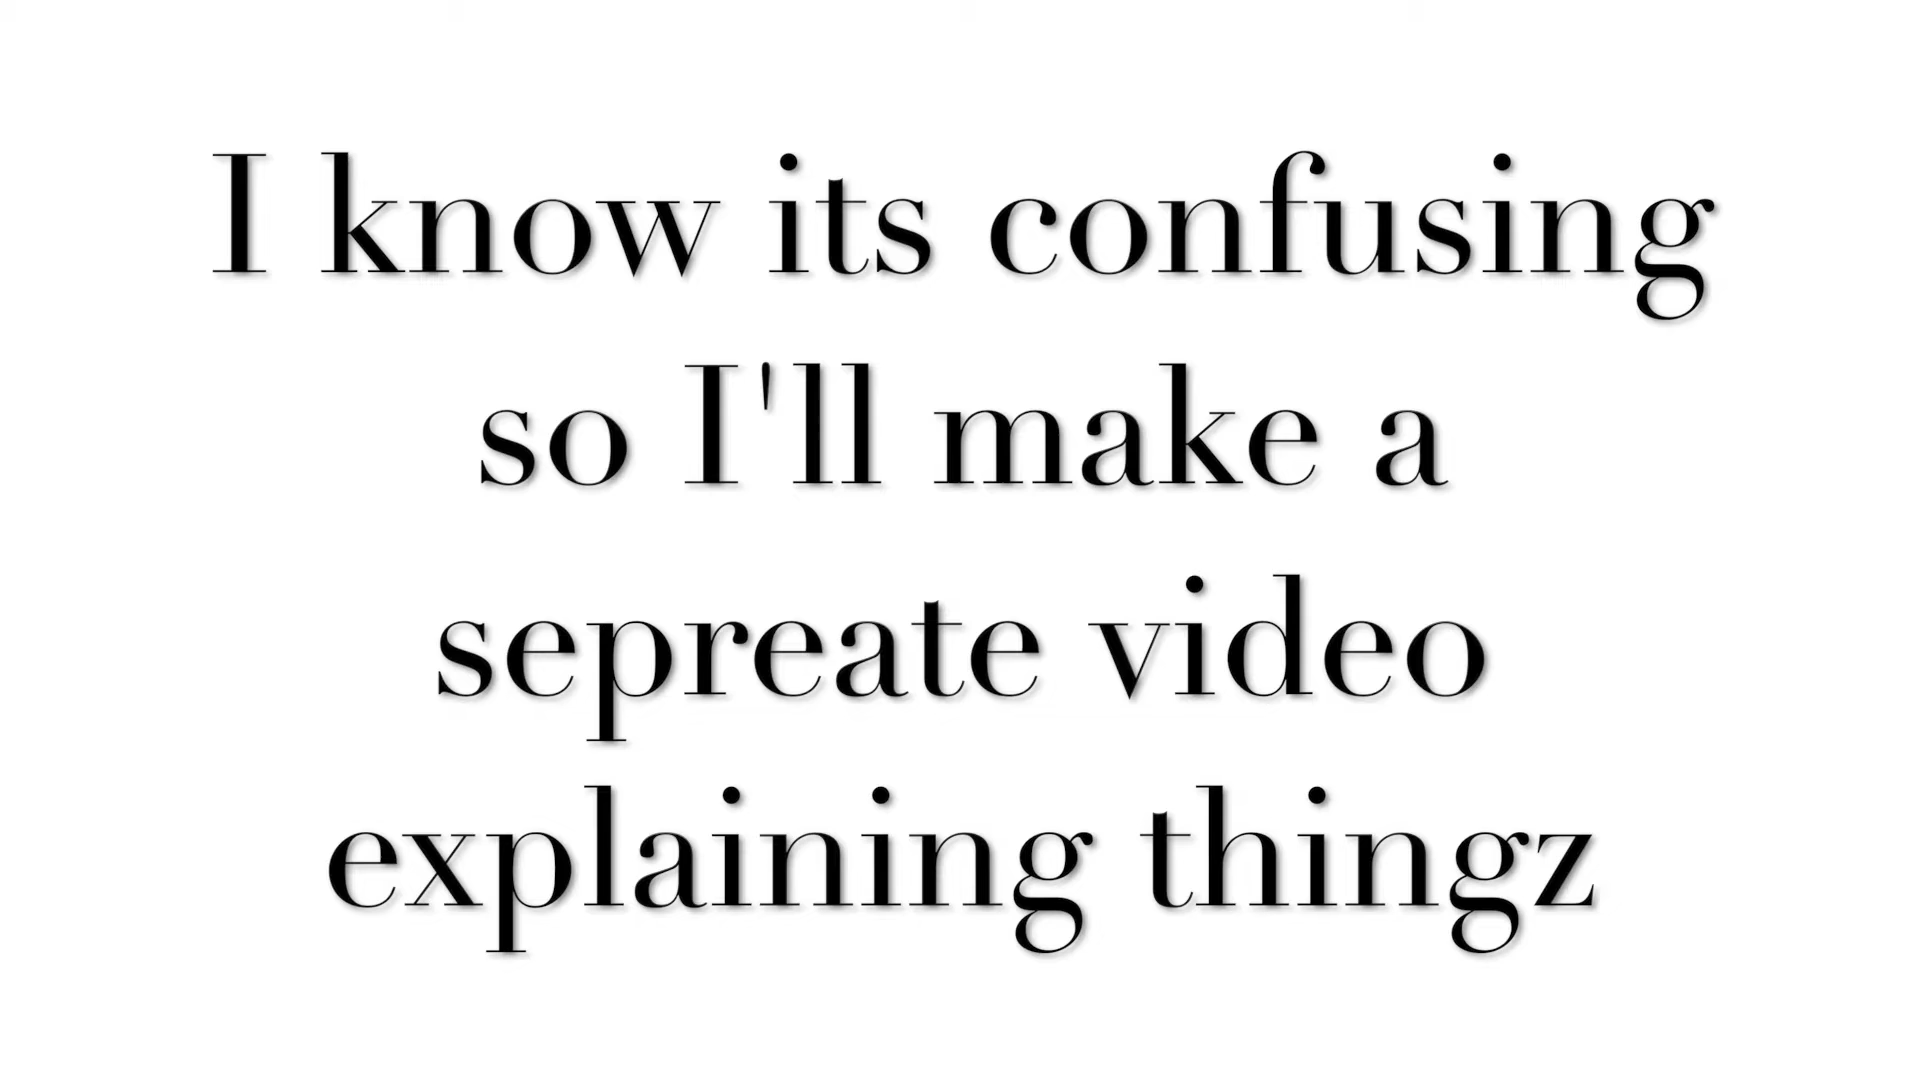 I know its confusing
so I'll make a
sepreate video
explaining thingz